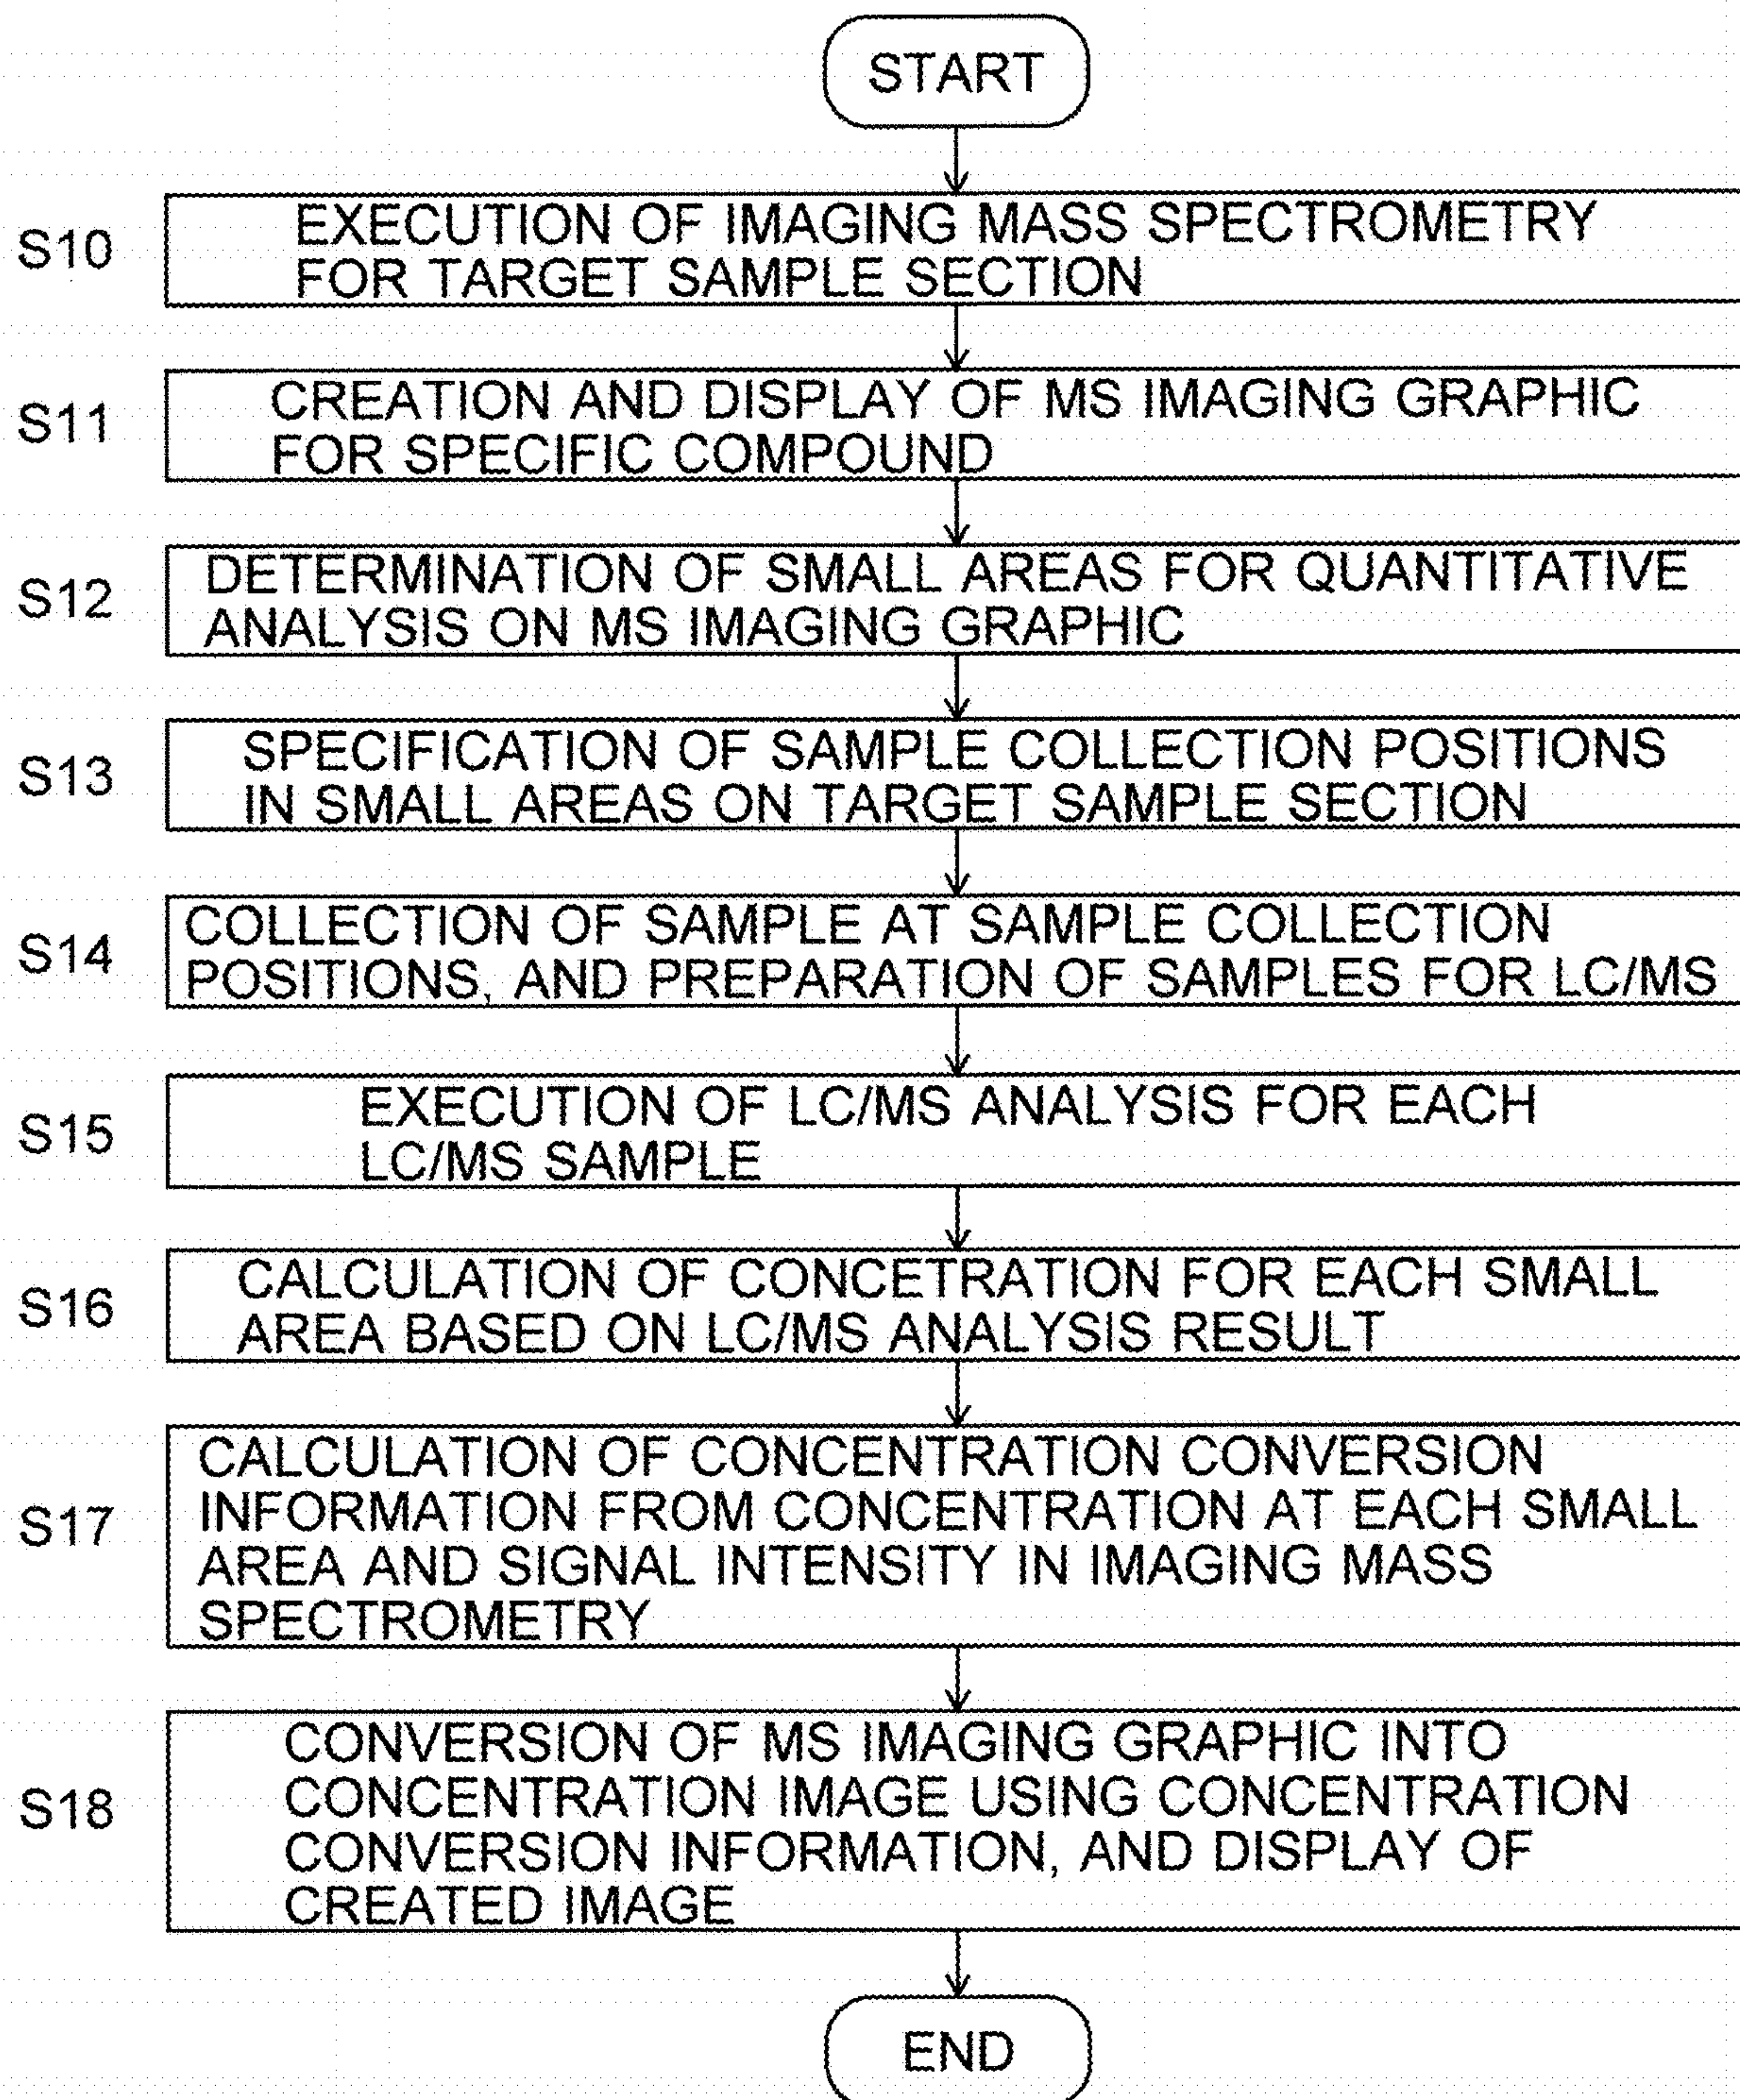 START
S10
EXECUTION OF IMAGING MASS SPECTROMETRY
FOR TARGET SAMPLE SECTION
S11
CREATION AND DISPLAY OF MS IMAGING GRAPHIC
FOR SPECIFIC COMPOUND
S12
DETERMINATION OF SMALL AREAS FOR QUANTITATIVE
ANALYSIS ON MS IMAGING GRAPHIC
S13
SPECIFICATION OF SAMPLE COLLECTION POSITIONS
IN SMALL AREAS ON TARGET SAMPLE SECTION
S14
COLLECTION OF SAMPLE AT SAMPLE COLLECTION
POSITIONS, AND PREPARATION OF SAMPLES FOR LC/MS
S15
EXECUTION OF LC/MS ANALYSIS FOR EACH
LC/MS SAMPLE
S16
CALCULATION OF CONCETRATION FOR EACH SMALL
AREA BASED ON LC/MS ANALYSIS RESULT
S17
CALCULATION OF CONCENTRATION CONVERSION
INFORMATION FROM CONCENTRATION AT EACH SMALL
AREA AND SIGNAL INTENSITY IN IMAGING MASS
SPECTROMETRY
S18
CONVERSION OF MS IMAGING GRAPHIC INTO
CONCENTRATION IMAGE USING CONCENTRATION
CONVERSION INFORMATION, AND DISPLAY OF
CREATED IMAGE
END